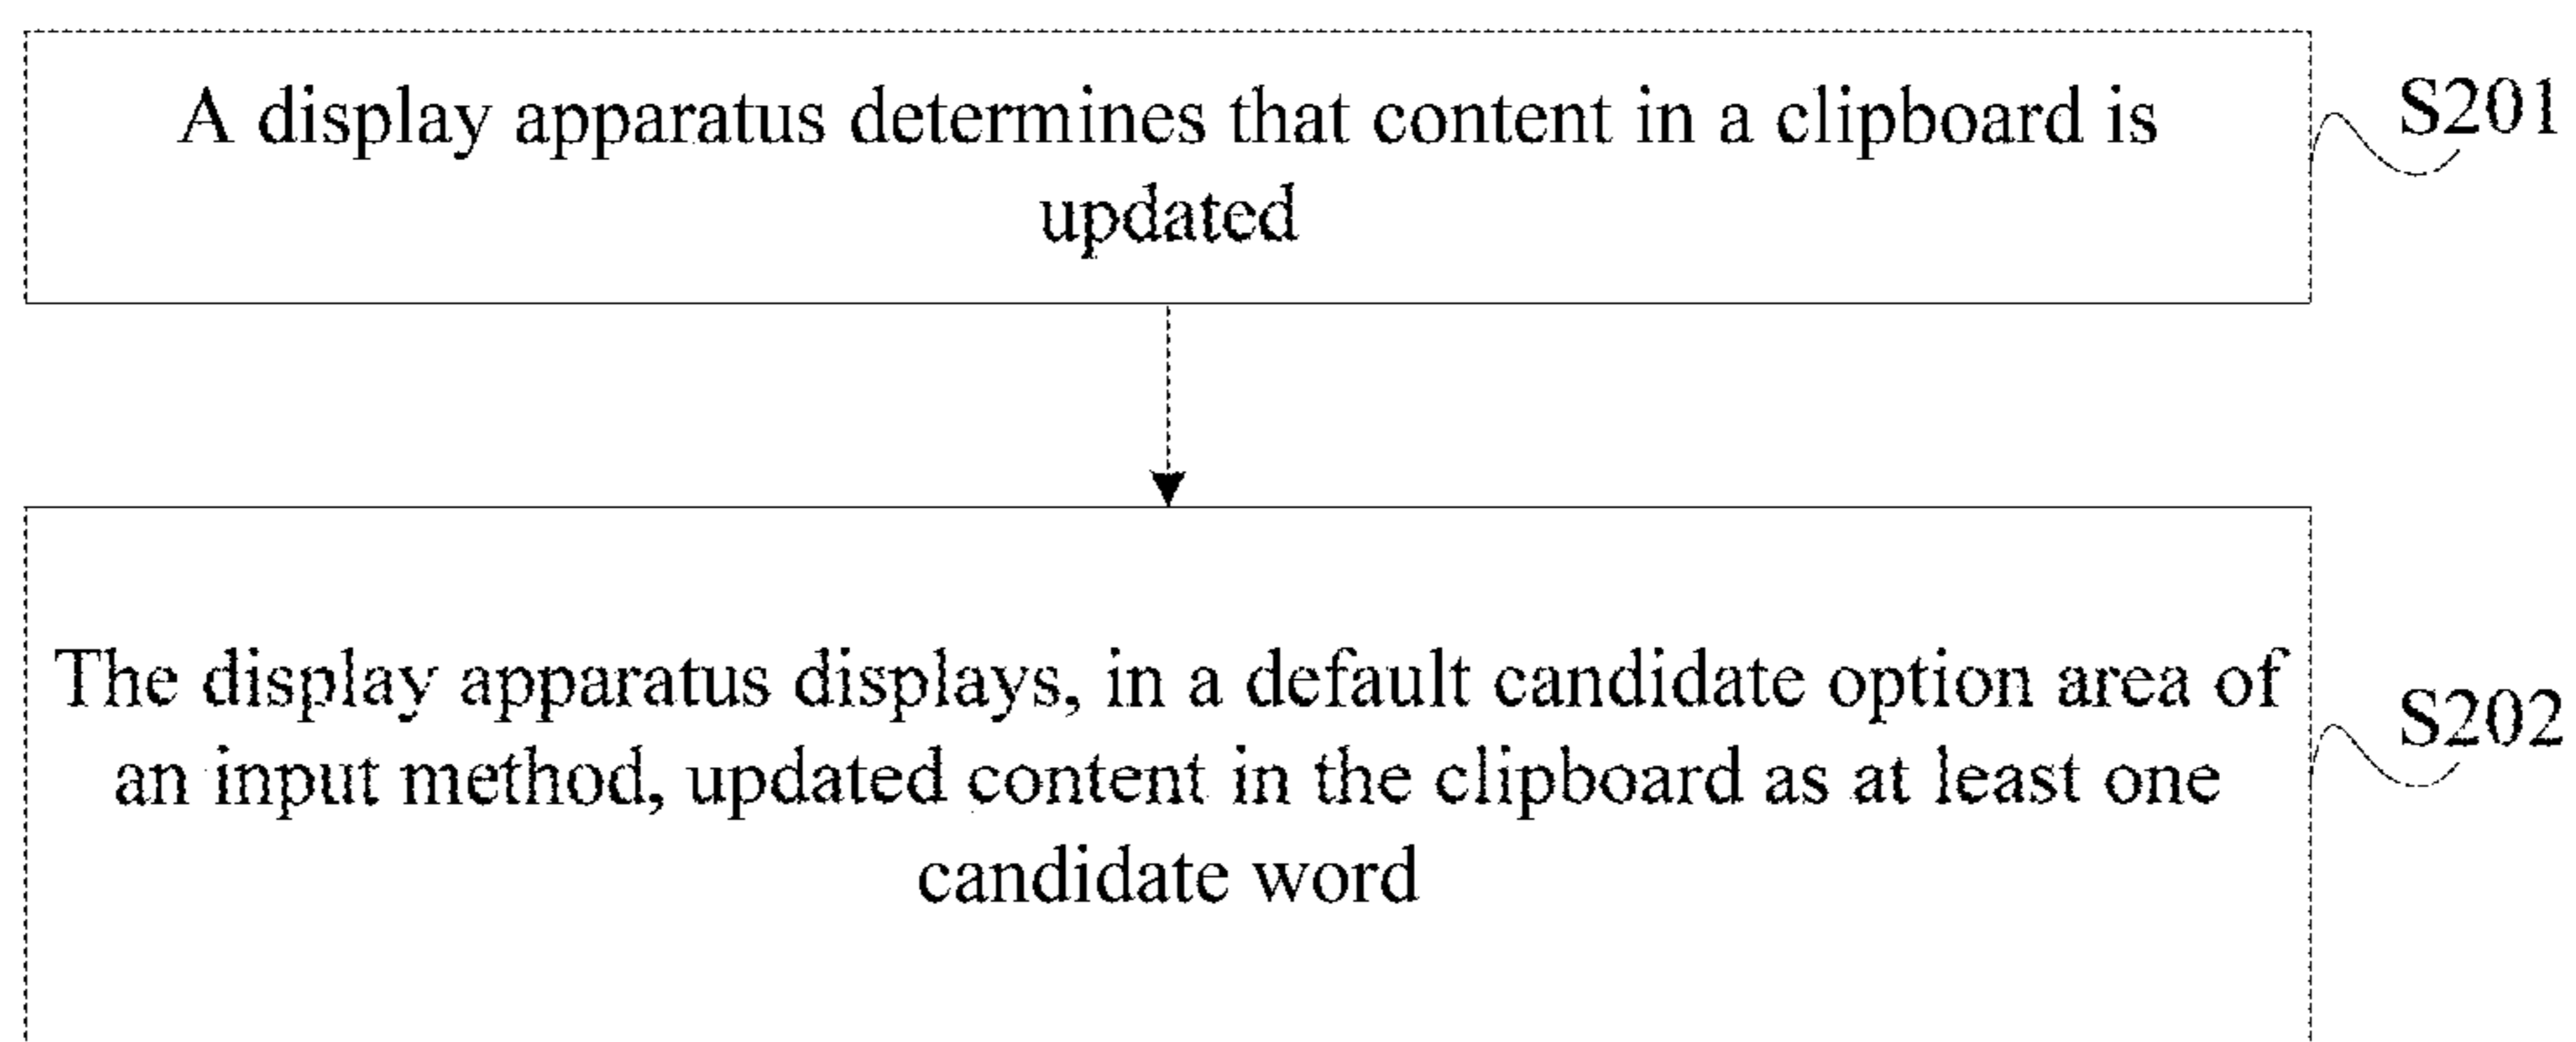 A display apparatus determines that content in a clipboard is
updated
S201
The display apparatus displays, in a default candidate option area of
an input method, updated content in the clipboard as at least one
candidate word
S202